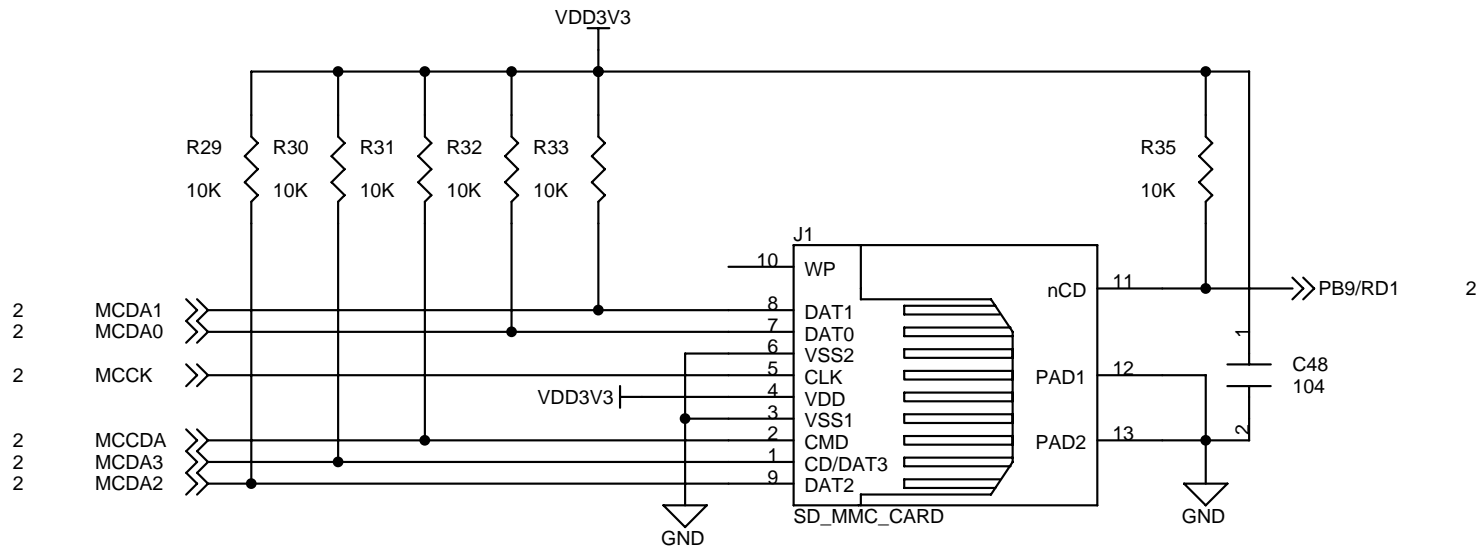 VDD3V3
R29 R30 R31 R32 R33 R35
10K 10K 10K 10K 10K 10K
J1
10 WP
nCD 11 PB9/RD1 2
2 MCDA1 8 DAT1
2 MCDA0 7 DAT0
6 VSS2
1
C48
2 MCCK 5 CLK
PAD1 12
104
VDD3V3 4 VDD
3 VSS1
2
2 MCCDA 2 CMD
PAD2 13
2 MCDA3 1 CD/DAT3
2 MCDA2 9 DAT2
SD_MMC_CARD
GND
GND